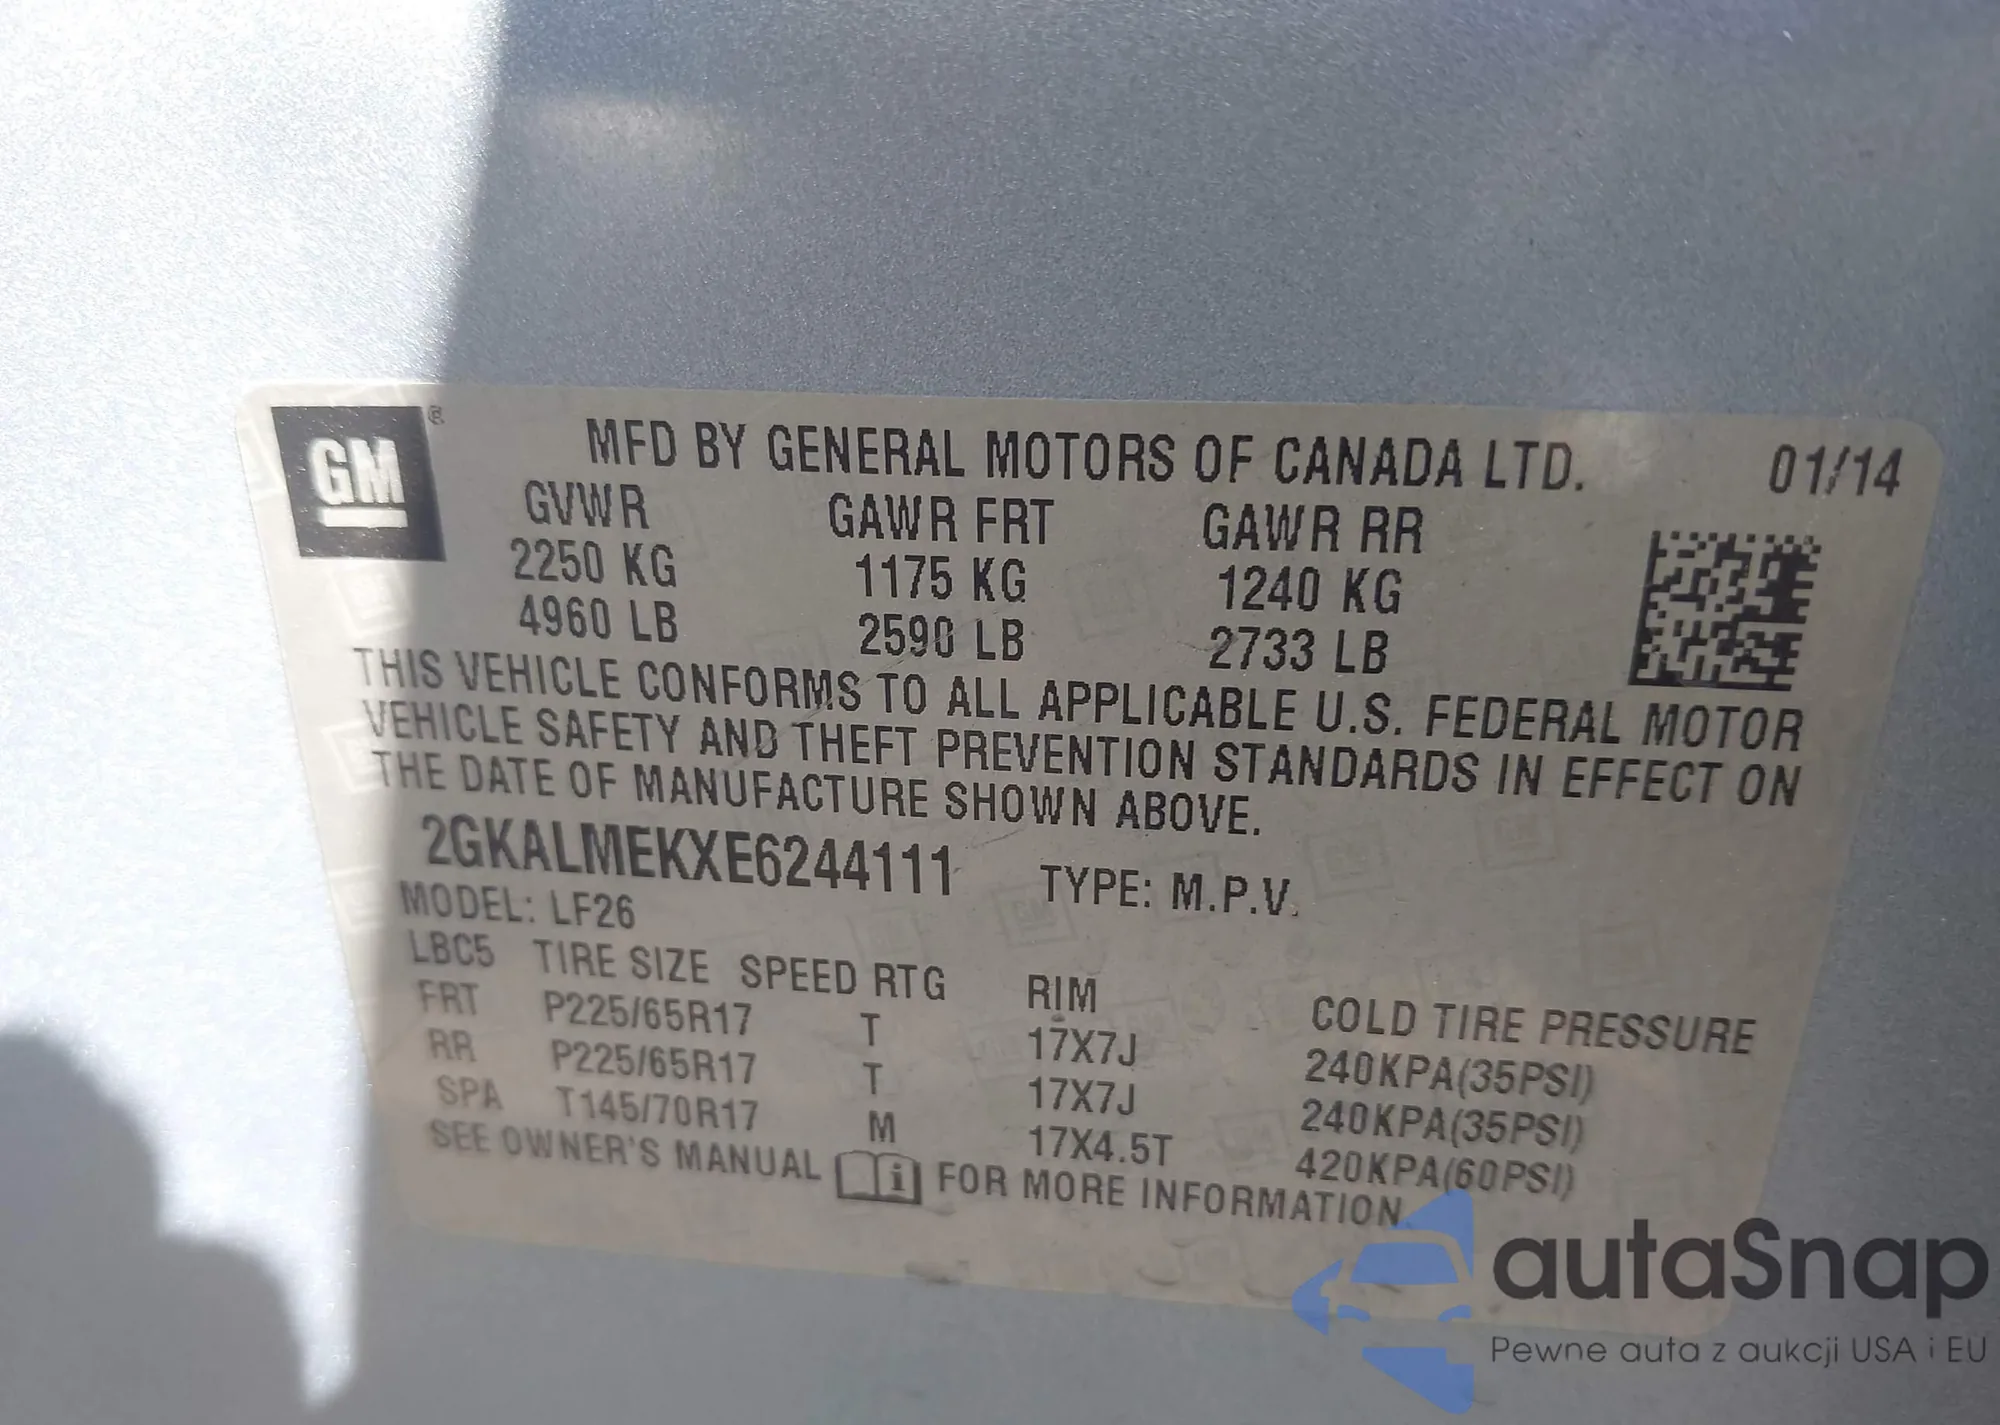 GM ®
MFD BY GENERAL MOTORS OF CANADA LTD. 01/14
GVWR GAWR FRT GAWR RR
2250 KG 1175 KG 1240 KG
4960 LB 2590 LB 2733 LB
THIS VEHICLE CONFORMS TO ALL APPLICABLE U.S. FEDERAL MOTOR
VEHICLE SAFETY AND THEFT PREVENTION STANDARDS IN EFFECT ON
THE DATE OF MANUFACTURE SHOWN ABOVE.
2GKALMEKXE6244111 TYPE: M.P.V.
MODEL: LF26
LBC5 TIRE SIZE SPEED RTG RIM COLD TIRE PRESSURE
FRT P225/65R17 T 17X7J 240KPA(35PSI)
RR P225/65R17 T 17X7J 240KPA(35PSI)
SPA T145/70R17 M 17X4.5T 420KPA(60PSI)
SEE OWNER'S MANUAL i FOR MORE INFORMATION
autaSnap
Pewne auta z aukcji USA i EU